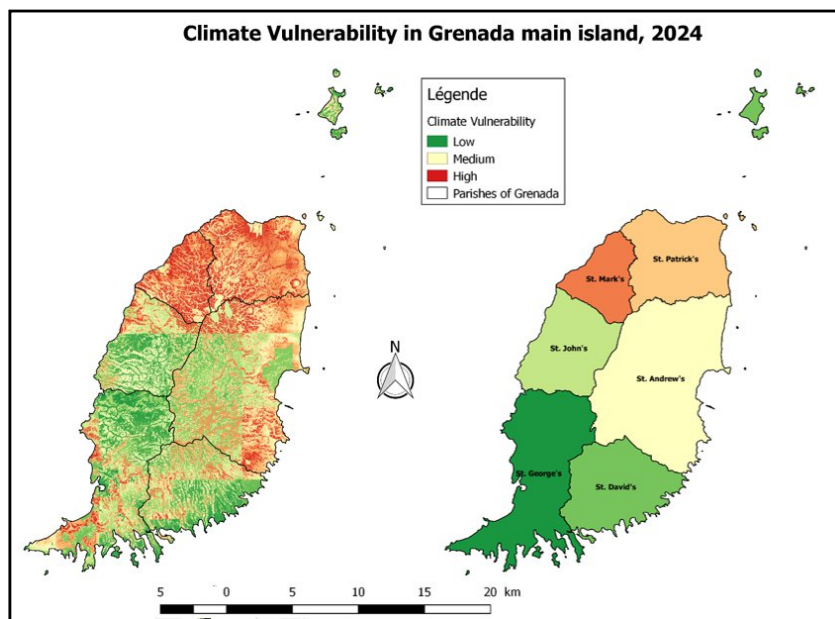 Climate Vulnerability in Grenada main island, 2024
Légende
Climate Vulnerability
Low
Medium
High
Parishes of Grenada
St. Patrick's
St. Mark's
St. John's
N
St. Andrew's
St. George's
St. David's
5 0 5 10 15 20 km